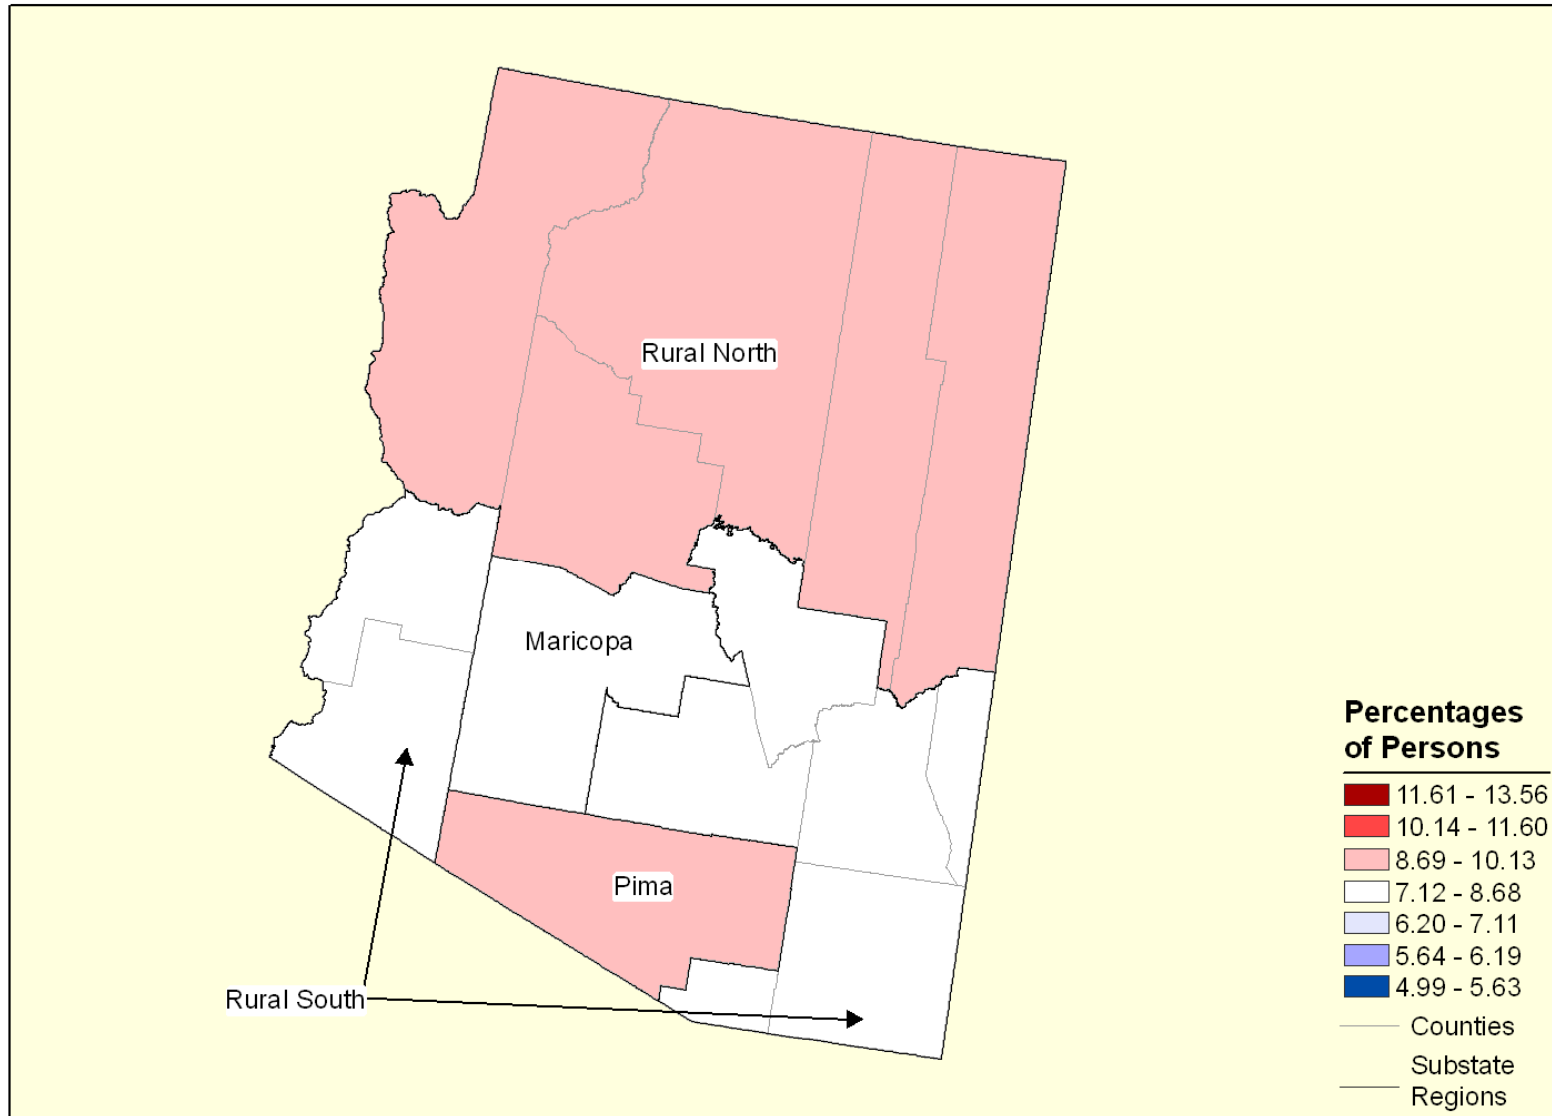 Rural North
Maricopa
Pima
Rural South
Percentages
of Persons
11.61 - 13.56
10.14 - 11.60
8.69 - 10.13
7.12 - 8.68
6.20 - 7.11
5.64 - 6.19
4.99 - 5.63
Counties
Substate
Regions